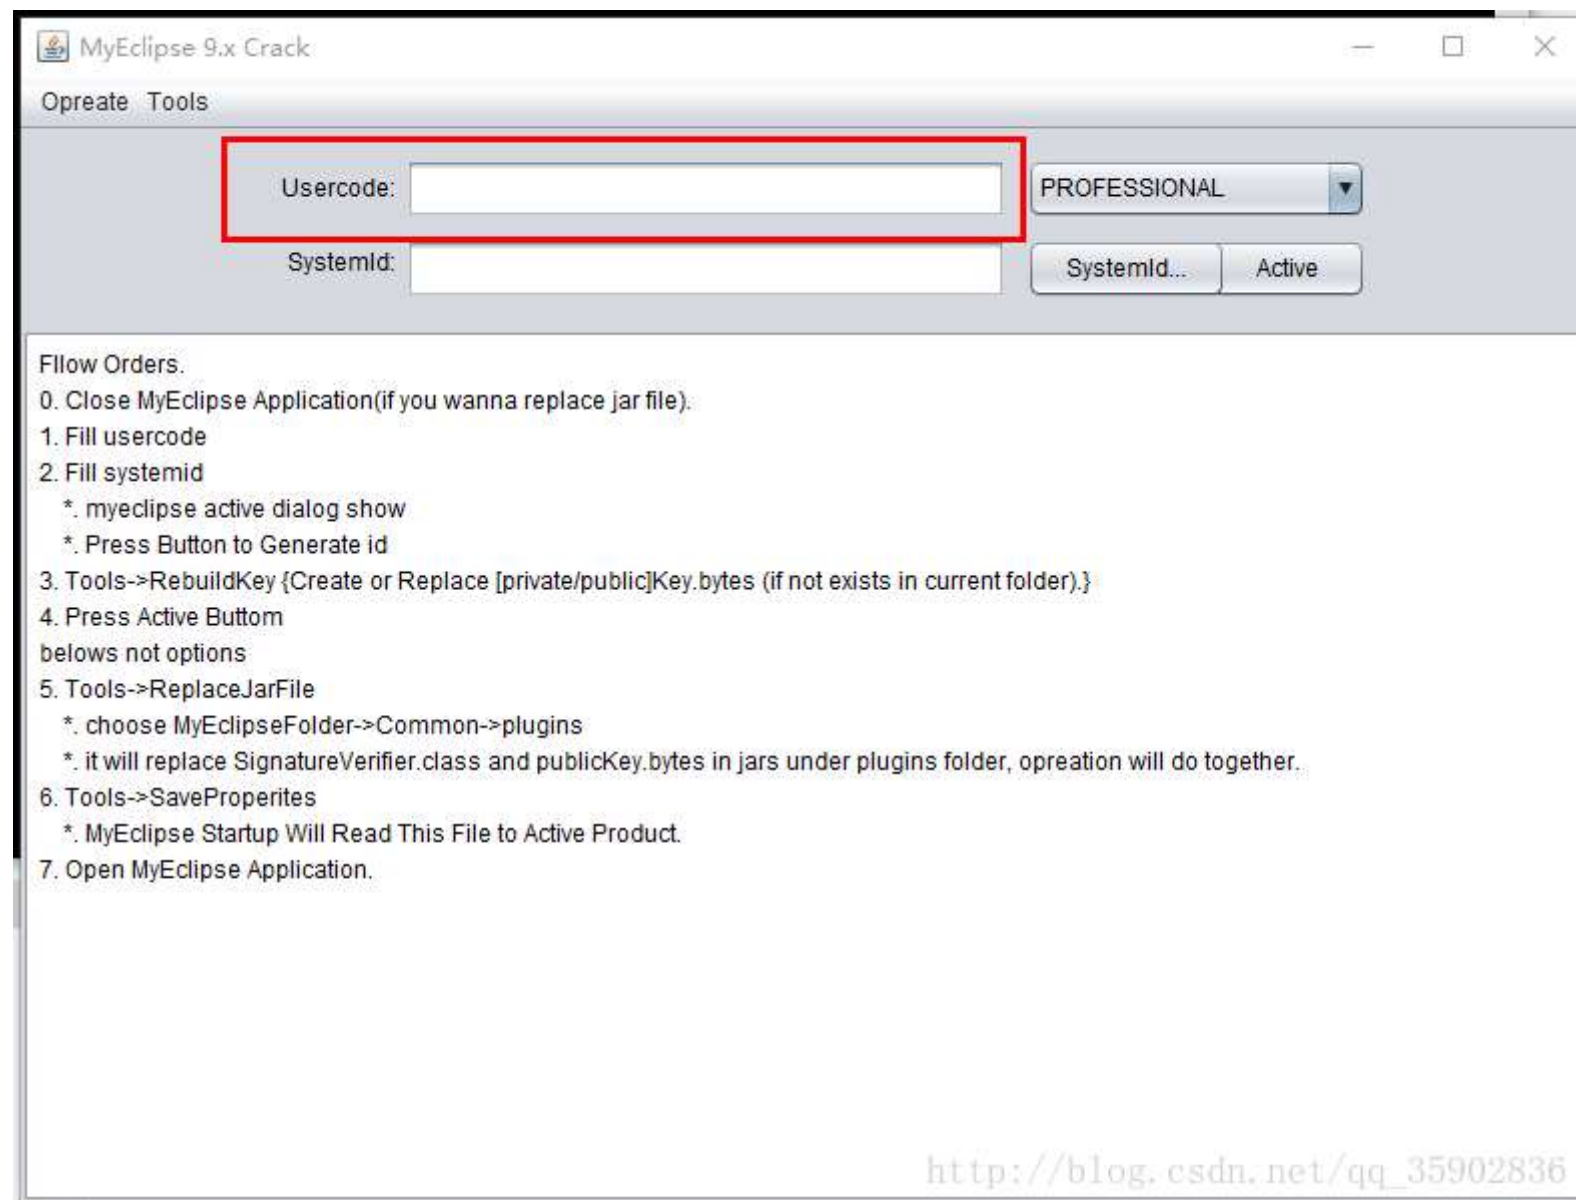 MyEclipse 9.x Crack
Opreate Tools
Usercode:
PROFESSIONAL
SystemId:
SystemId...
Active
Fllow Orders.
0. Close MyEclipse Application(if you wanna replace jar file).
1. Fill usercode
2. Fill systemid
*. myeclipse active dialog show
*. Press Button to Generate id
3. Tools->RebuildKey {Create or Replace [private/public]Key.bytes (if not exists in current folder).}
4. Press Active Buttom
belows not options
5. Tools->ReplaceJarFile
*. choose MyEclipseFolder->Common->plugins
*. it will replace SignatureVerifier.class and publicKey.bytes in jars under plugins folder, opreation will do together.
6. Tools->SaveProperites
*. MyEclipse Startup Will Read This File to Active Product.
7. Open MyEclipse Application.
http://blog.csdn.net/qq_35902836